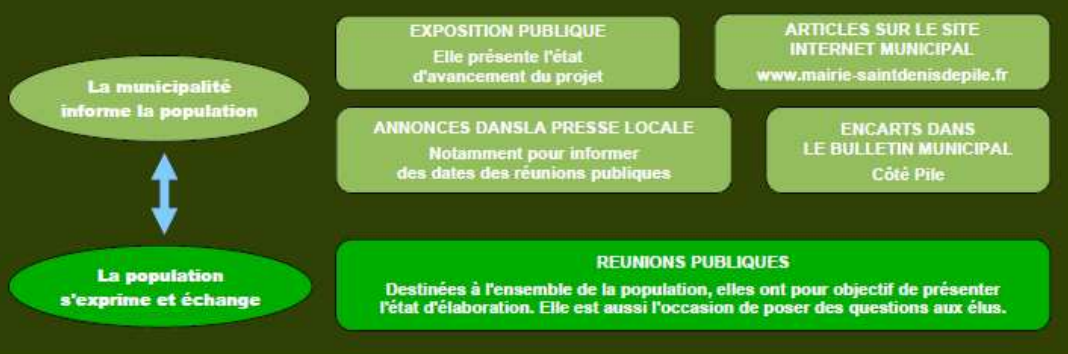 La municipalité
informe la population
EXPOSITION PUBLIQUE
Elle présente l'état
d'avancement du projet
ARTICLES SUR LE SITE
INTERNET MUNICIPAL
www.mairie-saintdenisdepile.fr
ANNONCES DANSLA PRESSE LOCALE
Notamment pour informer
des dates des réunions publiques
ENCARTS DANS
LE BULLETIN MUNICIPAL
Côté Pile
La population
s'exprime et échange
REUNIONS PUBLIQUES
Destinées à l'ensemble de la population, elles ont pour objectif de présenter
l'état d'élaboration. Elle est aussi l'occasion de poser des questions aux élus.